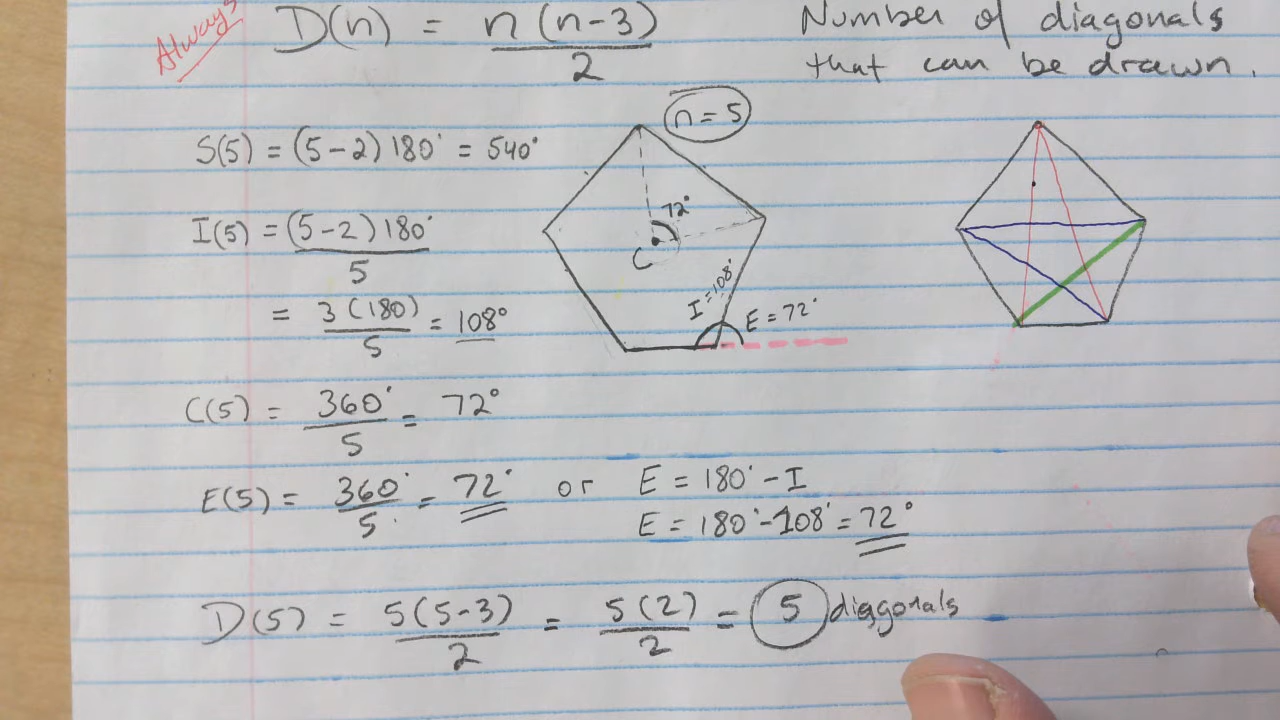 Always
D(n) = n(n-3)/2
Number of diagonals
that can be drawn.
n = 5
S(5) = (5-2)180° = 540°
I(5) = (5-2)180°/5
= 3(180)/5 = 108°
72°
C
I=108°
E = 72°
C(5) = 360°/5 = 72°
E(5) = 360°/5 = 72° or E = 180° - I
E = 180° - 108° = 72°
D(5) = 5(5-3)/2 = 5(2)/2 = 5 diagonals